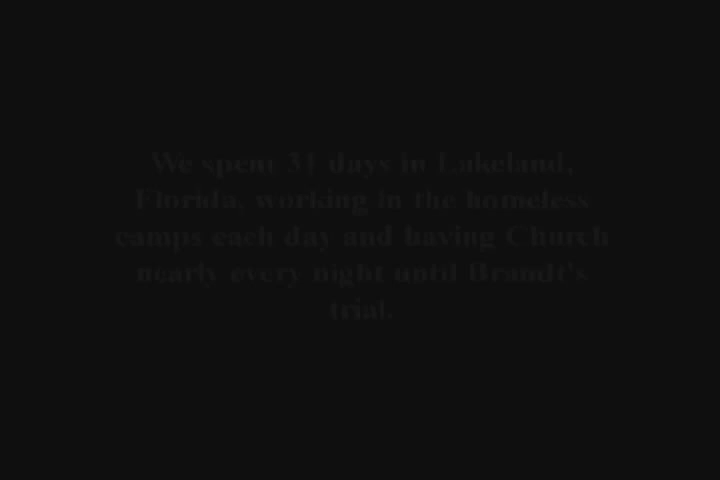 We spent 31 days in Lakeland,
Florida, working in the homeless
camps each day and having Church
nearly every night until Brandt's
trial.